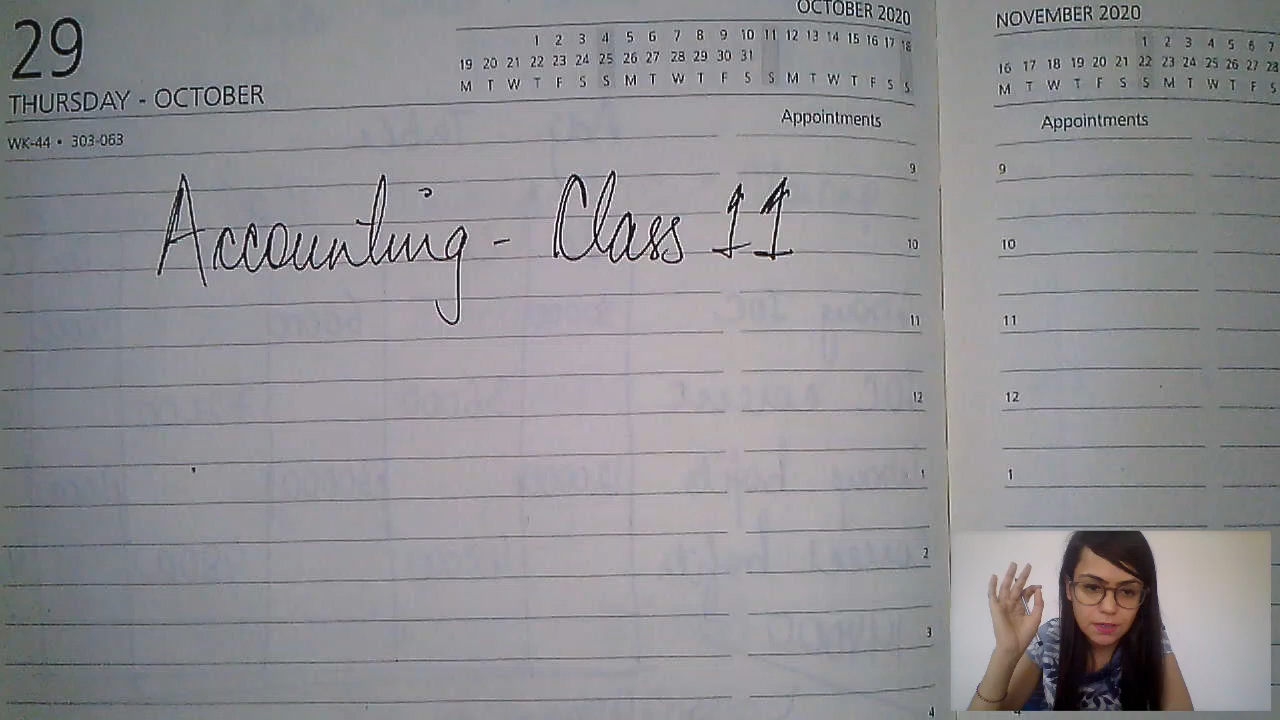 29
THURSDAY - OCTOBER
WK-44 • 303-063
OCTOBER 2020
1 2 3 4 5 6 7 8 9 10 11 12 13 14 15 16 17 18
19 20 21 22 23 24 25 26 27 28 29 30 31
M T W T F S S M T W T F S S M T W T F S S
Appointments
Accounting - Class 11
9
10
11
12
1
2
3
4
NOVEMBER 2020
1 2 3 4 5 6 7
16 17 18 19 20 21 22 23 24 25 26 27 28
M T W T F S S M T W T F S
Appointments
9
10
11
12
1
4